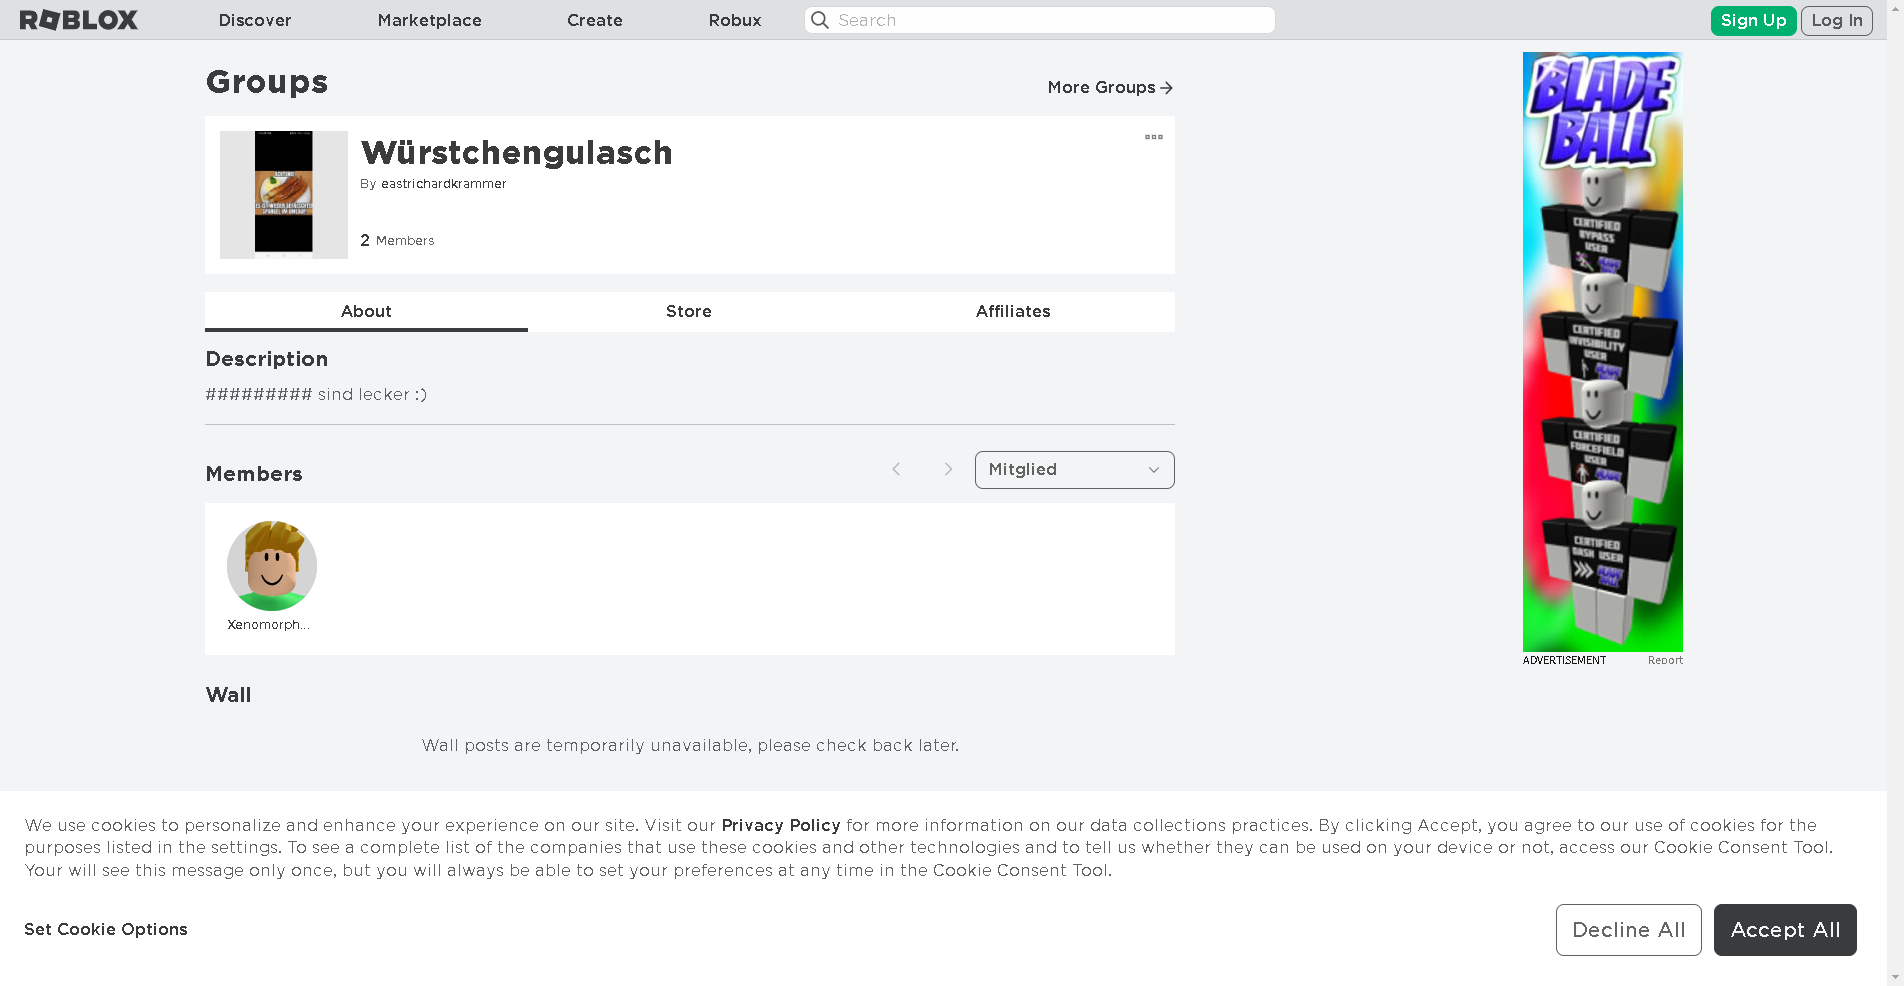 ROBLOX
Discover
Marketplace
Create
Robux
Search
Sign Up
Log In
Groups
More Groups
Würstchengulasch
By eastrichardkrammer
2 Members
About
Store
Affiliates
Description
######### sind lecker :)
Members
Mitglied
Xenomorph...
Wall
Wall posts are temporarily unavailable, please check back later.
BLADE
BALL
CERTIFIED
BYPASS
USER
CERTIFIED
INVISIBILITY
USER
CERTIFIED
FORCEFIELD
USER
CERTIFIED
DASH USER
ADVERTISEMENT
Report
We use cookies to personalize and enhance your experience on our site. Visit our Privacy Policy for more information on our data collections practices. By clicking Accept, you agree to our use of cookies for the
purposes listed in the settings. To see a complete list of the companies that use these cookies and other technologies and to tell us whether they can be used on your device or not, access our Cookie Consent Tool.
Your will see this message only once, but you will always be able to set your preferences at any time in the Cookie Consent Tool.
Set Cookie Options
Decline All
Accept All